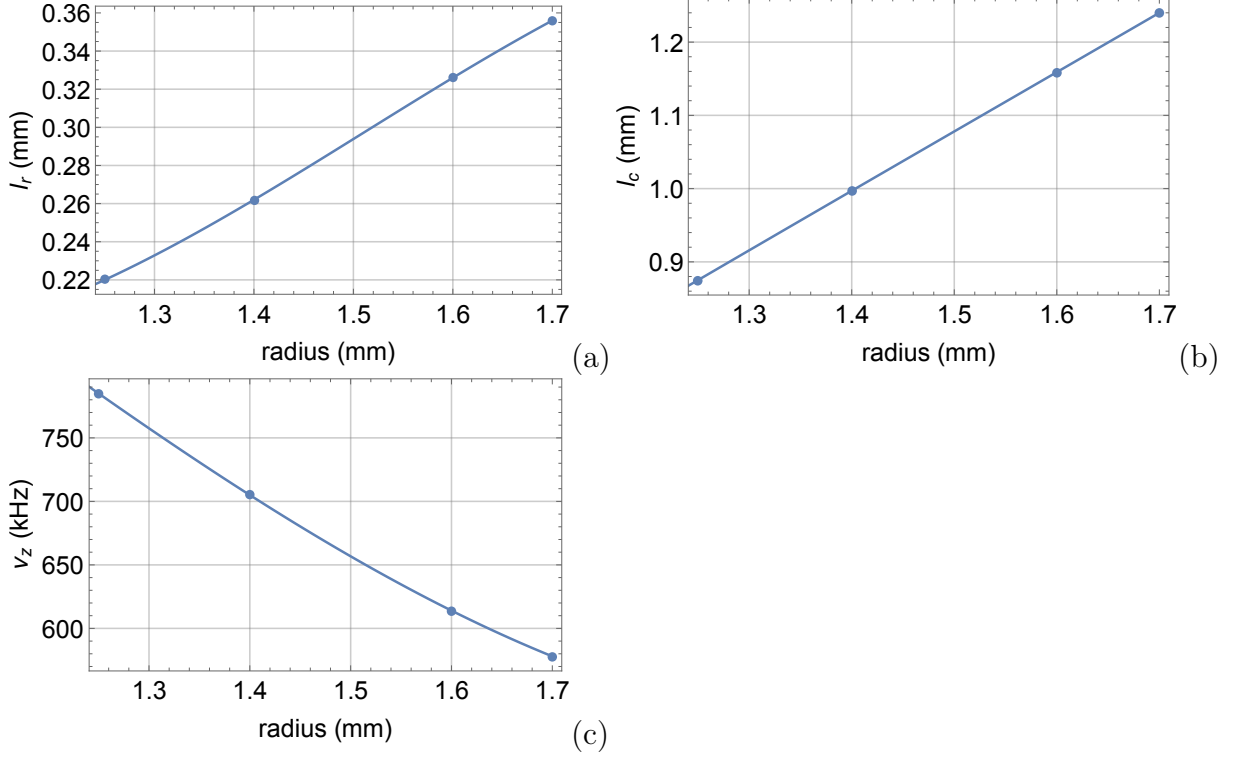 0.36
0.34
0.32
0.30
0.28
0.26
0.24
0.22
l_r (mm)
1.3 1.4 1.5 1.6 1.7
radius (mm)
(a)
1.2
1.1
1.0
0.9
l_c (mm)
1.3 1.4 1.5 1.6 1.7
radius (mm)
(b)
750
700
650
600
ν_z (kHz)
1.3 1.4 1.5 1.6 1.7
radius (mm)
(c)